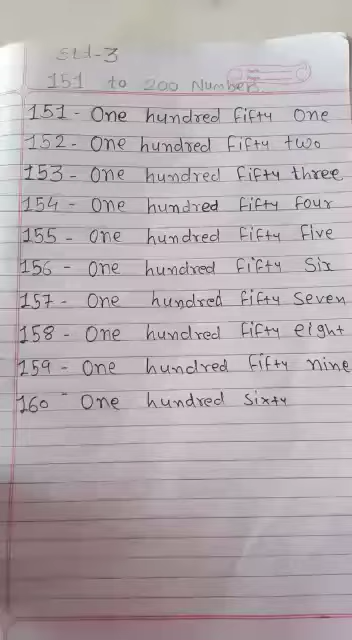 Std-3
151 to 200 Number
151- One hundred fifty One
152- One hundred fifty two
153- One hundred fifty three
154- One hundred fifty four
155- One hundred fifty five
156- One hundred fifty Six
157- One hundred fifty Seven
158- One hundred fifty eight
159- One hundred fifty nine
160- One hundred Sixty